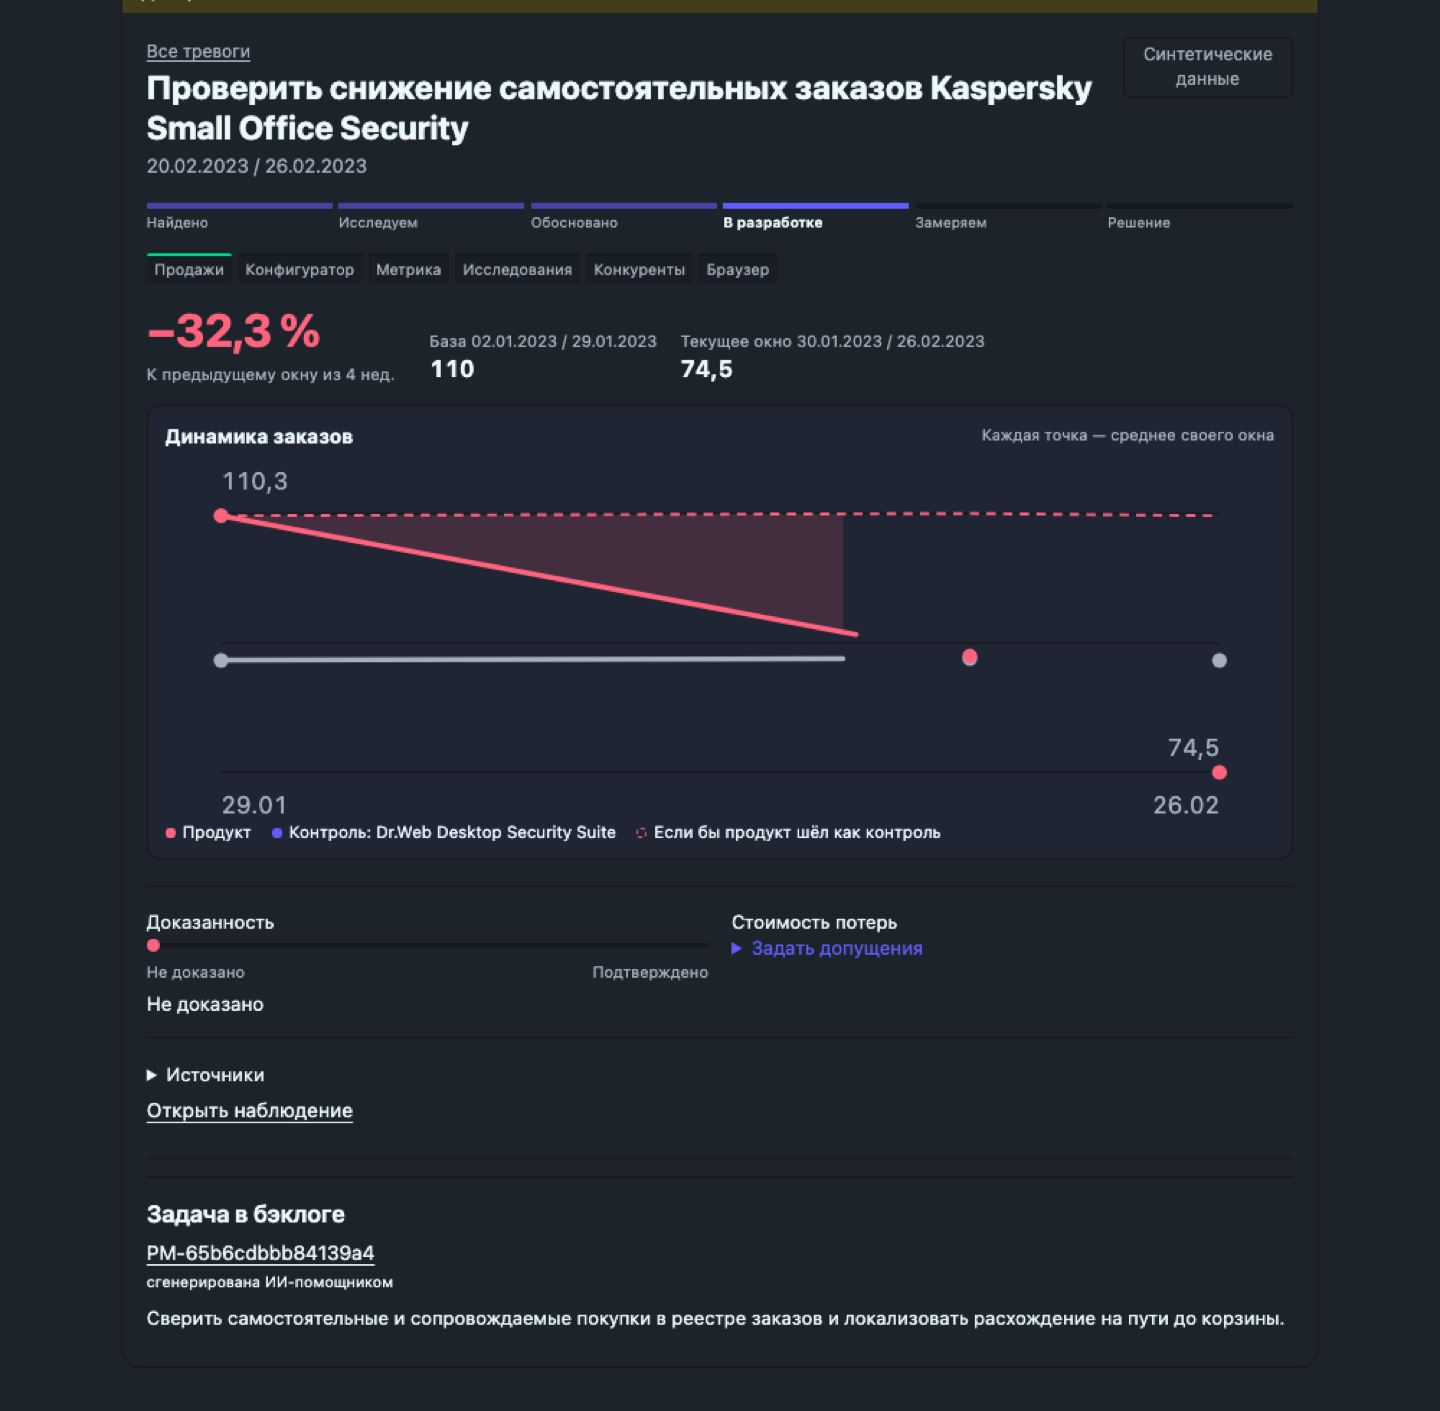 Все тревоги
Синтетические
данные
Проверить снижение самостоятельных заказов Kaspersky
Small Office Security
20.02.2023 / 26.02.2023
Найдено
Исследуем
Обосновано
В разработке
Замеряем
Решение
Продажи
Конфигуратор
Метрика
Исследования
Конкуренты
Браузер
−32,3 %
К предыдущему окну из 4 нед.
База 02.01.2023 / 29.01.2023
110
Текущее окно 30.01.2023 / 26.02.2023
74,5
Динамика заказов
Каждая точка — среднее своего окна
110,3
74,5
29.01
26.02
Продукт
Контроль: Dr.Web Desktop Security Suite
Если бы продукт шёл как контроль
Доказанность
Не доказано
Подтверждено
Не доказано
Стоимость потерь
Задать допущения
Источники
Открыть наблюдение
Задача в бэклоге
PM-65b6cdbbb84139a4
сгенерирована ИИ-помощником
Сверить самостоятельные и сопровождаемые покупки в реестре заказов и локализовать расхождение на пути до корзины.